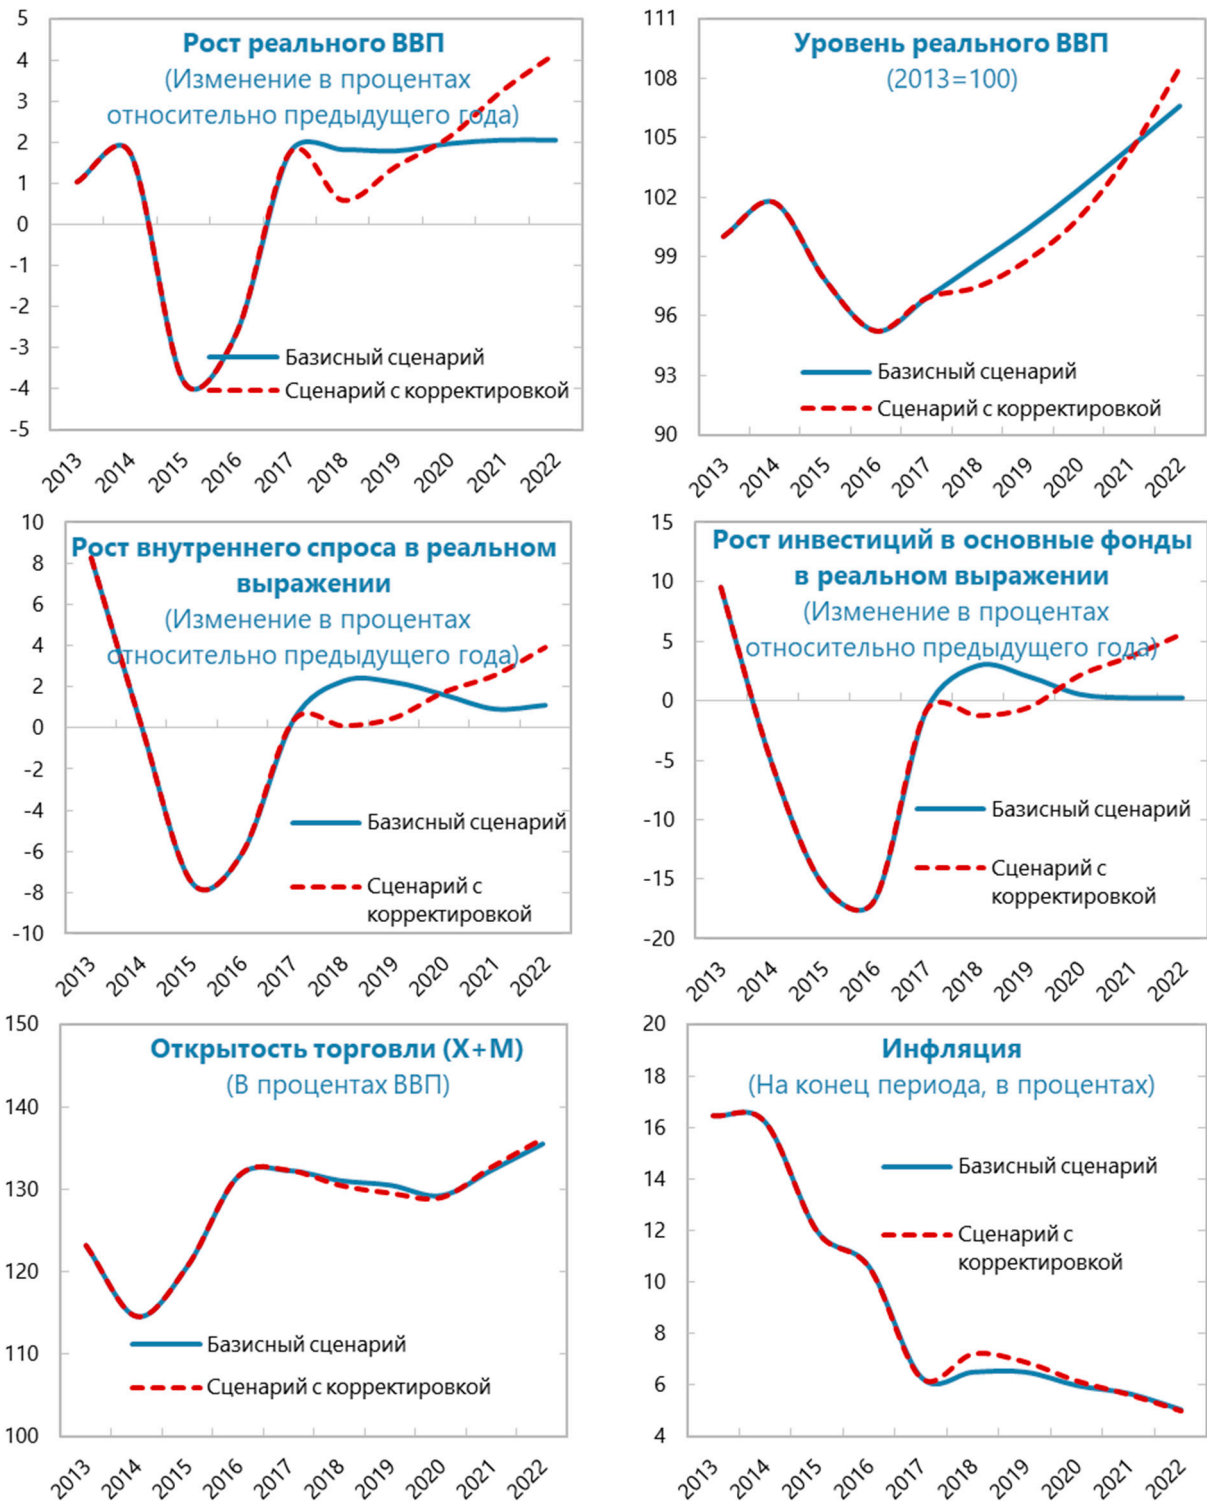 Рост реального ВВП
(Изменение в процентах
относительно предыдущего года)
5
4
3
2
1
0
-1
-2
-3
-4
-5
Базисный сценарий
Сценарий с корректировкой
2013 2014 2015 2016 2017 2018 2019 2020 2021 2022
Уровень реального ВВП
(2013=100)
111
108
105
102
99
96
93
90
Базисный сценарий
Сценарий с корректировкой
2013 2014 2015 2016 2017 2018 2019 2020 2021 2022
Рост внутреннего спроса в реальном
выражении
(Изменение в процентах
относительно предыдущего года)
10
8
6
4
2
0
-2
-4
-6
-8
-10
Базисный сценарий
Сценарий с
корректировкой
2013 2014 2015 2016 2017 2018 2019 2020 2021 2022
Рост инвестиций в основные фонды
в реальном выражении
(Изменение в процентах
относительно предыдущего года)
15
10
5
0
-5
-10
-15
-20
Базисный сценарий
Сценарий с
корректировкой
2013 2014 2015 2016 2017 2018 2019 2020 2021 2022
Открытость торговли (X+M)
(В процентах ВВП)
150
140
130
120
110
100
Базисный сценарий
Сценарий с корректировкой
2013 2014 2015 2016 2017 2018 2019 2020 2021 2022
Инфляция
(На конец периода, в процентах)
20
18
16
14
12
10
8
6
4
Базисный сценарий
Сценарий с
корректировкой
2013 2014 2015 2016 2017 2018 2019 2020 2021 2022